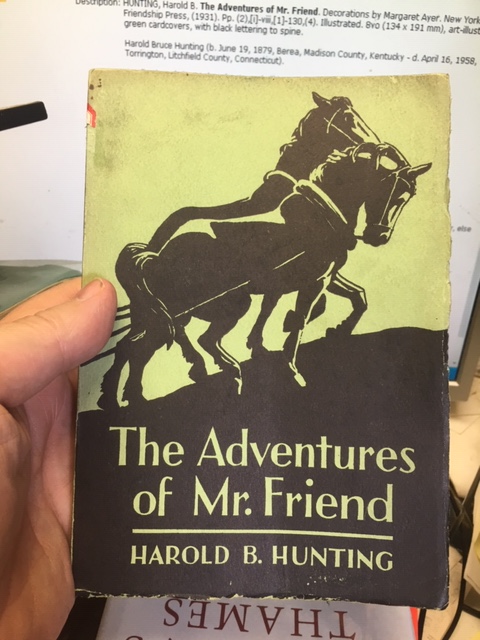 Description: HUNTING, Harold B. The Adventures of Mr. Friend. Decorations by Margaret Ayer. New York
Friendship Press, (1931). Pp. (2),[i]-viii,[1]-130,(4). Illustrated. 8vo (134 x 191 mm), art-illust
green cardcovers, with black lettering to spine.
Harold Bruce Hunting (b. June 19, 1879, Berea, Madison County, Kentucky - d. April 16, 1958,
Torrington, Litchfield County, Connecticut).
else
The Adventures
of Mr. Friend
HAROLD B. HUNTING
THAMES